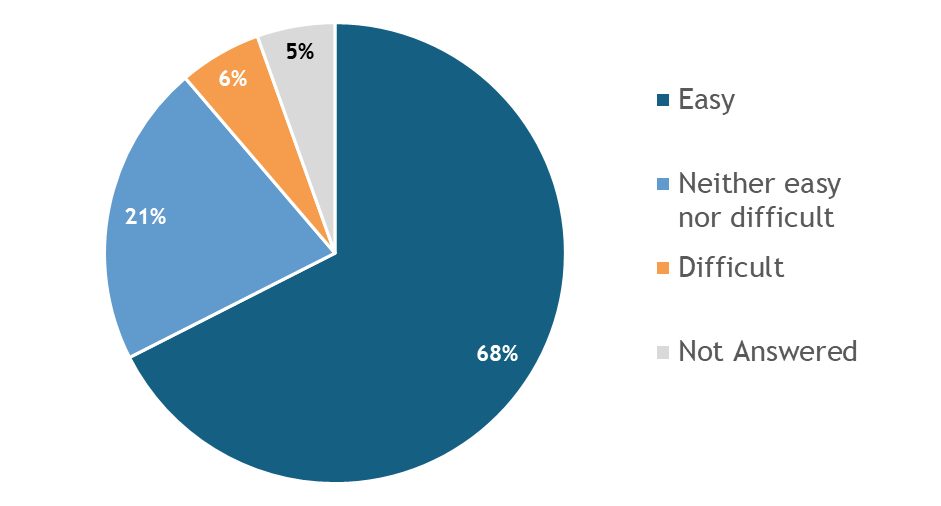 5%
6%
21%
68%
Easy
Neither easy
nor difficult
Difficult
Not Answered